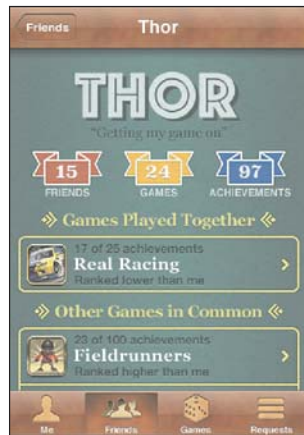 Friends
Thor
THOR
"Getting my game on"
15
24
97
FRIENDS
GAMES
ACHIEVEMENTS
Games Played Together
17 of 25 achievements
Real Racing
Ranked lower than me
Other Games in Common
23 of 100 achievements
Fieldrunners
Ranked higher than me
Me
Friends
Games
Requests